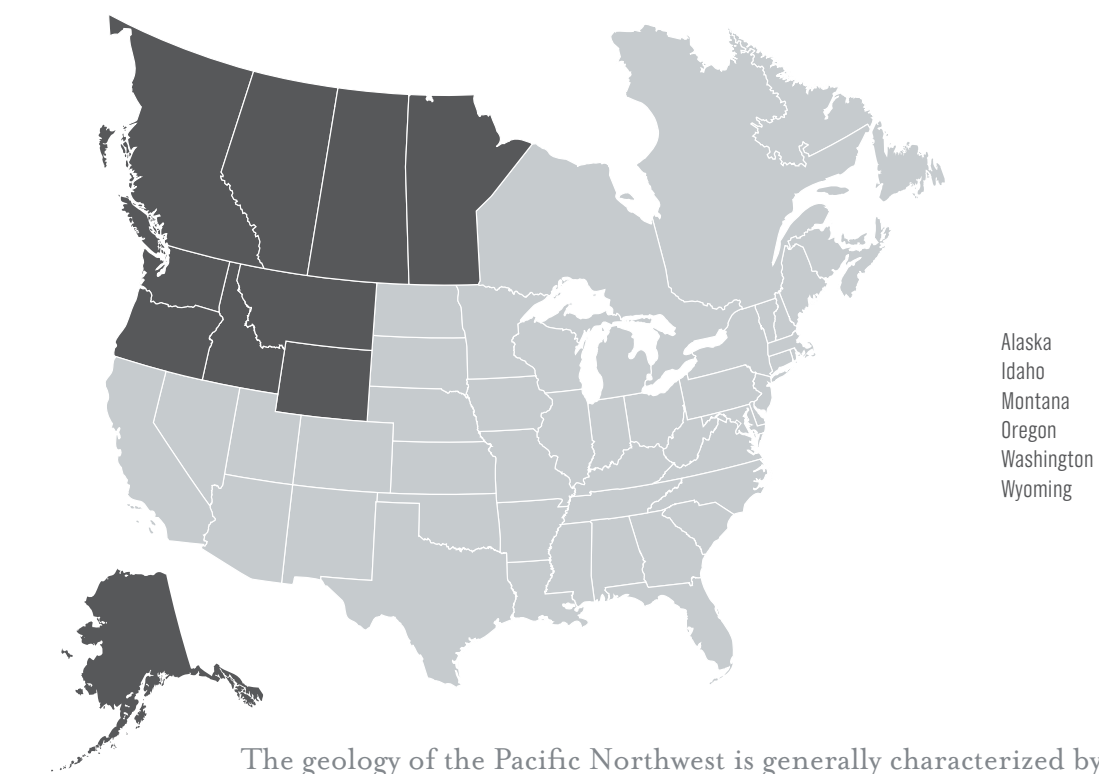 Alaska
Idaho
Montana
Oregon
Washington
Wyoming
The geology of the Pacific Northwest is generally characterized by